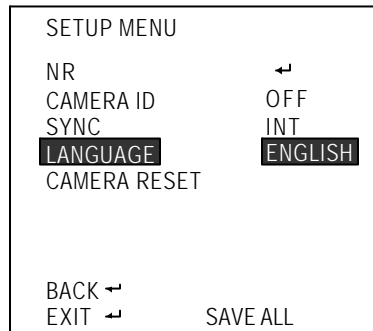 SETUP MENU
NR ↵
CAMERA ID OFF
SYNC INT
LANGUAGE ENGLISH
CAMERA RESET
BACK ↵
EXIT ↵ SAVE ALL